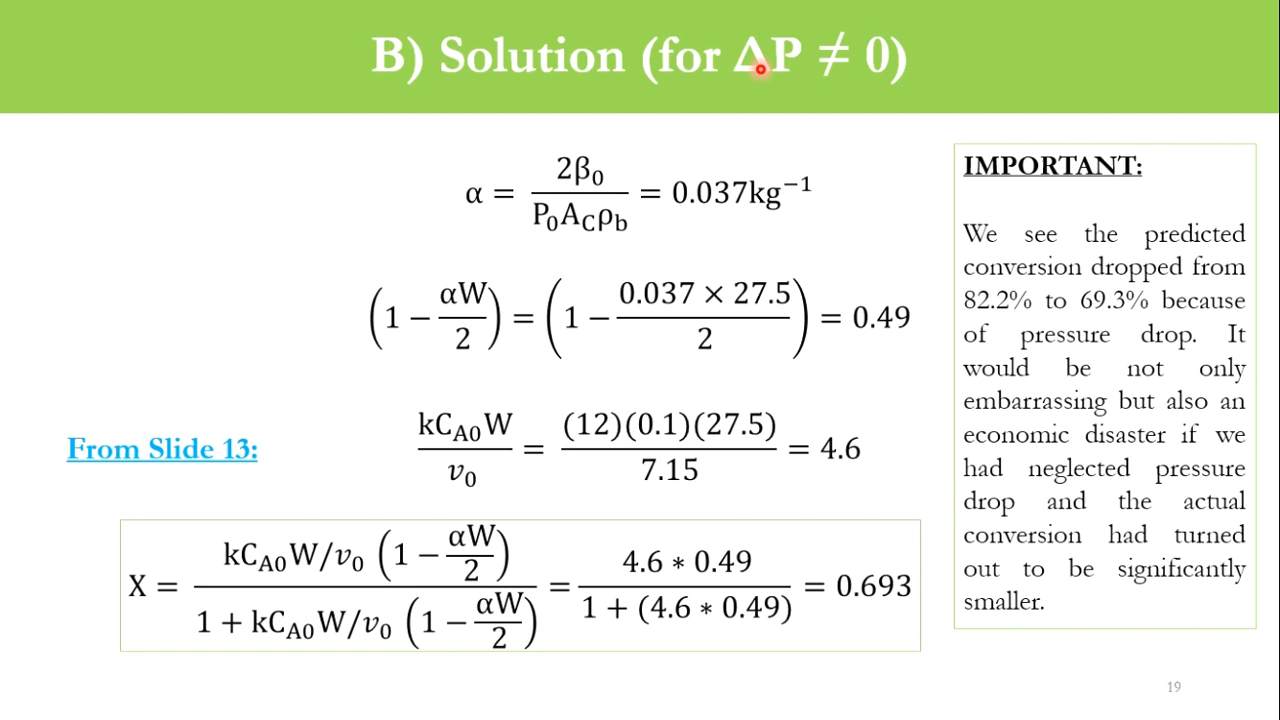 B) Solution (for ΔP ≠ 0)
α = 2β₀ / P₀A_Cρ_b = 0.037kg⁻¹
(1 − αW/2) = (1 − 0.037 × 27.5/2) = 0.49
From Slide 13:
kC_A0W/v₀ = (12)(0.1)(27.5)/7.15 = 4.6
X = kC_A0W/v₀ (1 − αW/2) / 1 + kC_A0W/v₀ (1 − αW/2) = 4.6 * 0.49 / 1 + (4.6 * 0.49) = 0.693
IMPORTANT:
We see the predicted
conversion dropped from
82.2% to 69.3% because
of pressure drop. It
would be not only
embarrassing but also an
economic disaster if we
had neglected pressure
drop and the actual
conversion had turned
out to be significantly
smaller.
19